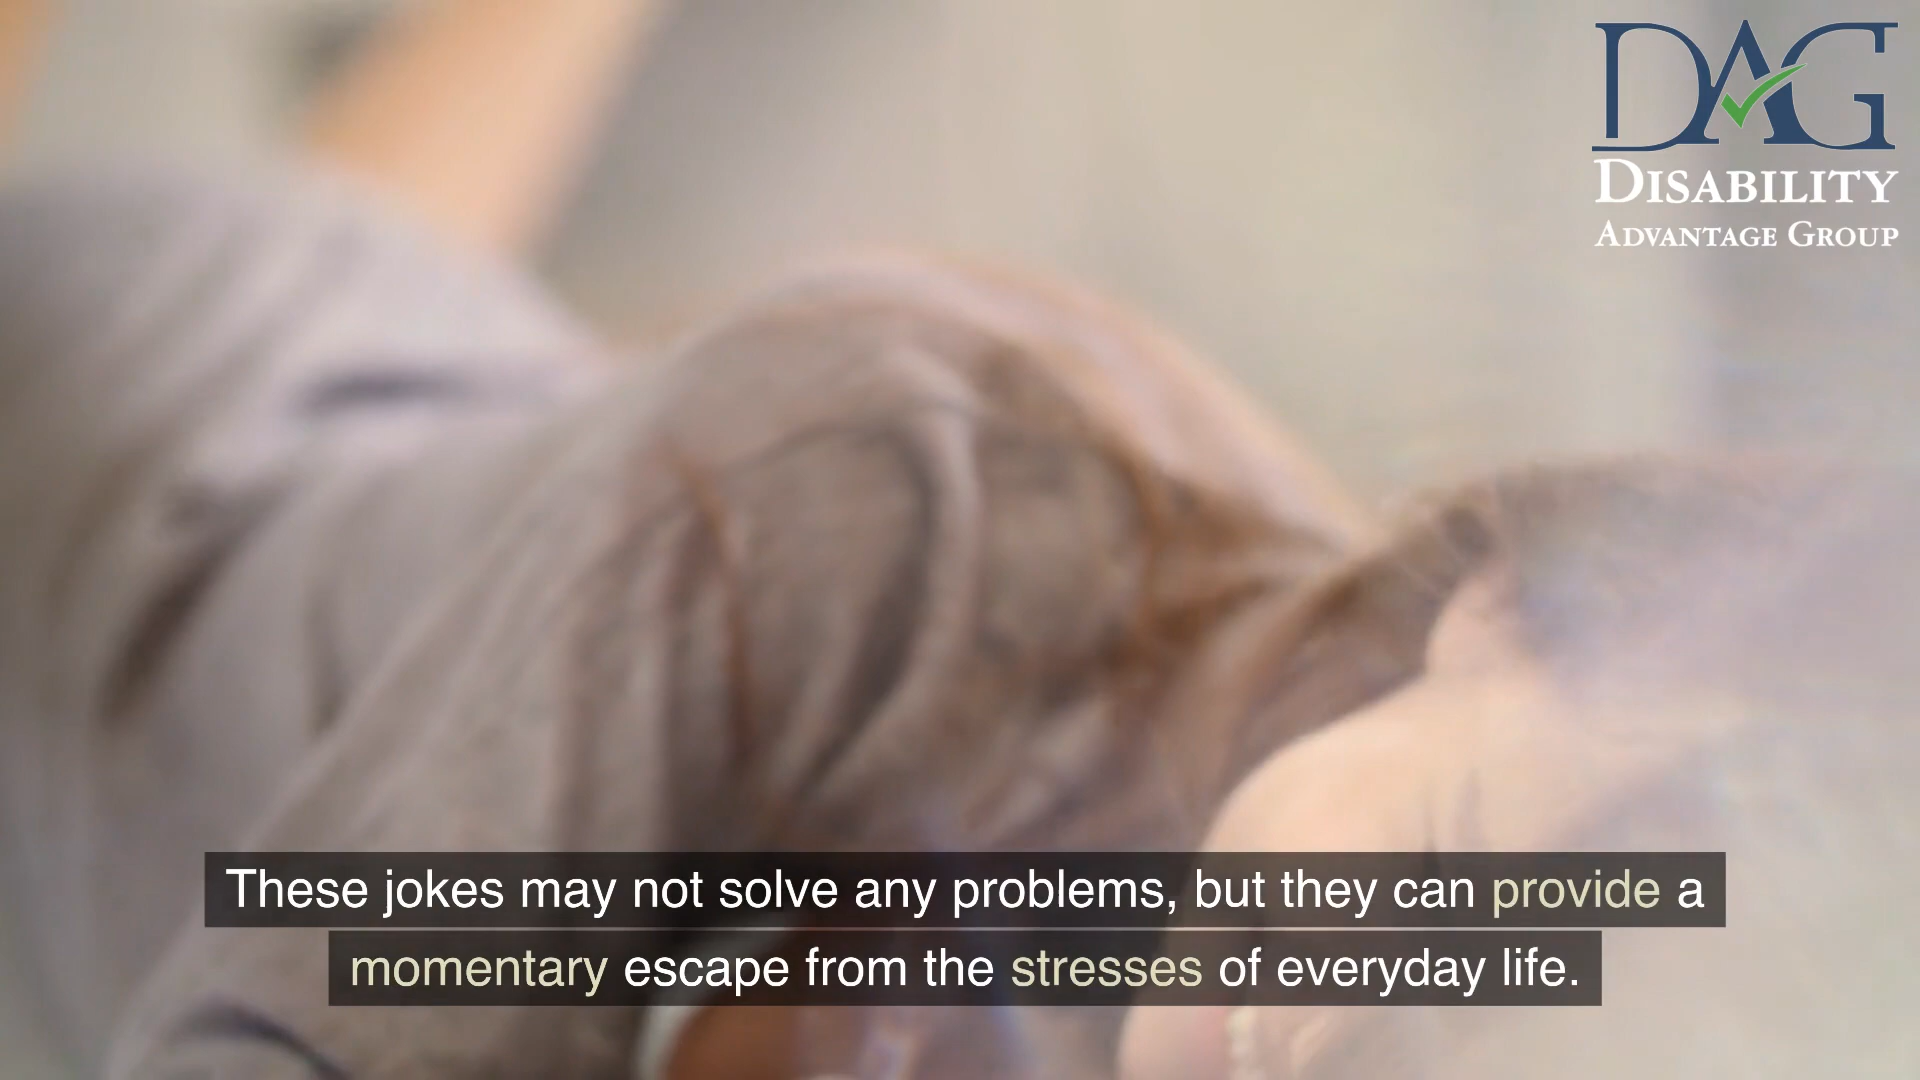 DAG
DISABILITY
ADVANTAGE GROUP
These jokes may not solve any problems, but they can provide a
momentary escape from the stresses of everyday life.